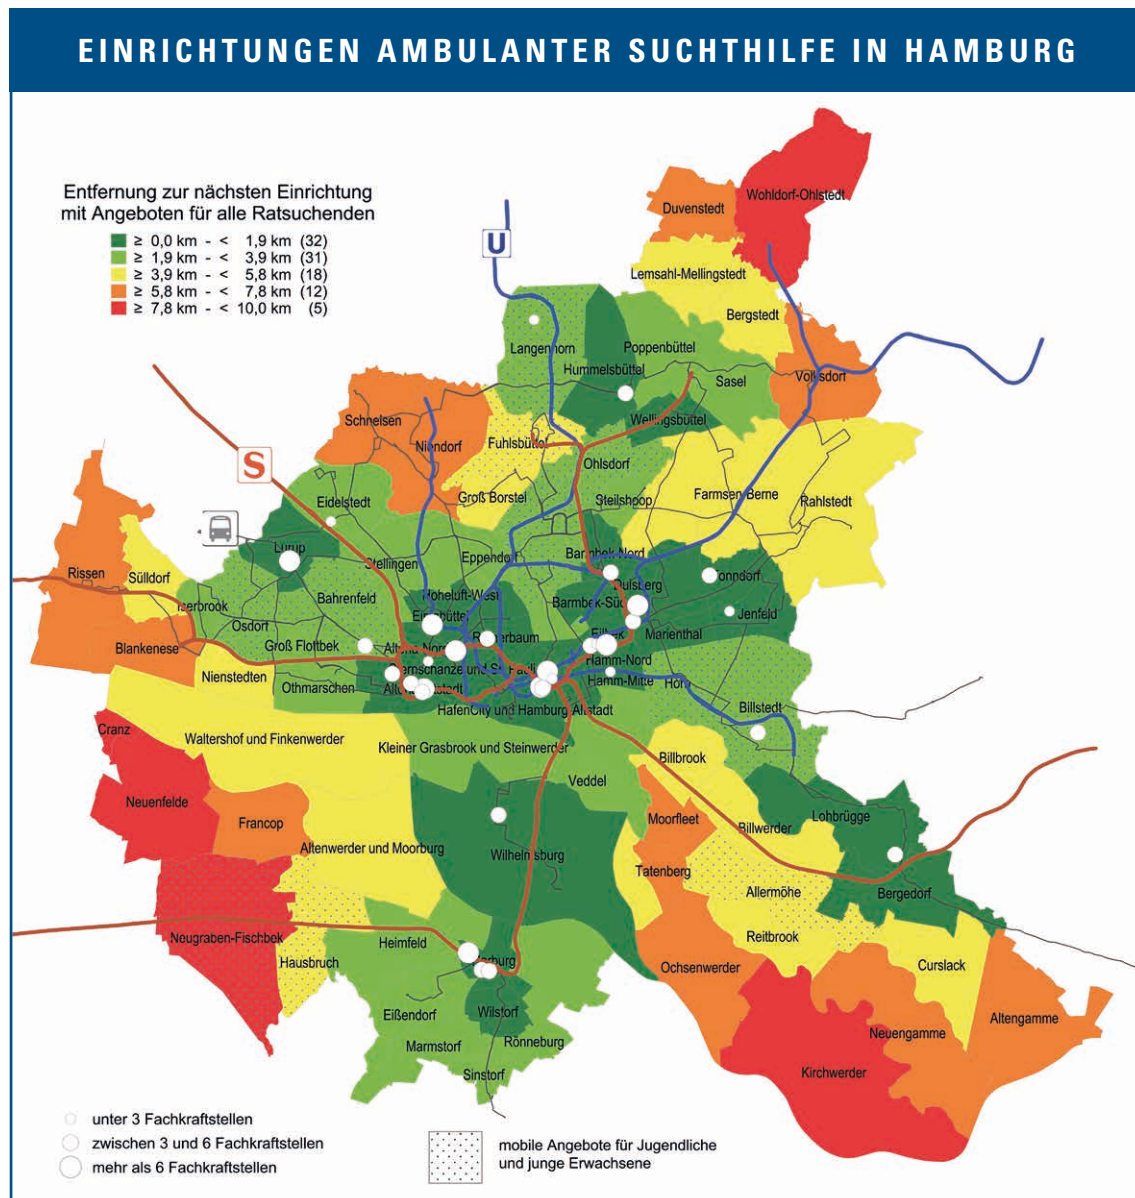 EINRICHTUNGEN AMBULANTER SUCHTHILFE IN HAMBURG
Entfernung zur nächsten Einrichtung
mit Angeboten für alle Ratsuchenden
≥ 0,0 km - < 1,9 km (32)
≥ 1,9 km - < 3,9 km (31)
≥ 3,9 km - < 5,8 km (18)
≥ 5,8 km - < 7,8 km (12)
≥ 7,8 km - < 10,0 km (5)
Wohldorf-Ohlstedt
Duvenstedt
U
Lemsahl-Mellingstedt
Bergstedt
Langenhorn
Poppenbüttel
Hummelsbüttel
Sasel
Volksdorf
Schnelsen
Wellingsbüttel
Niendorf
Fuhlsbüttel
S
Ohlsdorf
Groß Borstel
Steilshoop
Farmsen-Berne
Rahlstedt
Eidelstedt
Lurup
Stellingen
Eppendorf
Barmbek-Nord
Rissen
Sülldorf
Iserbrook
Bahrenfeld
Hoheluft-West
Dulsberg
Tonndorf
Barmbek-Süd
Jenfeld
Osdorf
Eilbek
Marienthal
Blankenese
Groß Flottbek
Altona-Nord
Hamm-Nord
Nienstedten
Othmarschen
Hamm-Mitte
Horn
Billstedt
HafenCity und Hamburg-Altstadt
Cranz
Waltershof und Finkenwerder
Kleiner Grasbrook und Steinwerder
Billbrook
Veddel
Neuenfelde
Francop
Moorfleet
Lohbrügge
Billwerder
Altenwerder und Moorburg
Wilhelmsburg
Tatenberg
Allermöhe
Bergedorf
Neugraben-Fischbek
Heimfeld
Reitbrook
Hausbruch
Harburg
Ochsenwerder
Curslack
Eißendorf
Wilstorf
Altengamme
Neuengamme
Marmstorf
Rönneburg
Sinstorf
Kirchwerder
unter 3 Fachkraftstellen
zwischen 3 und 6 Fachkraftstellen
mehr als 6 Fachkraftstellen
mobile Angebote für Jugendliche
und junge Erwachsene